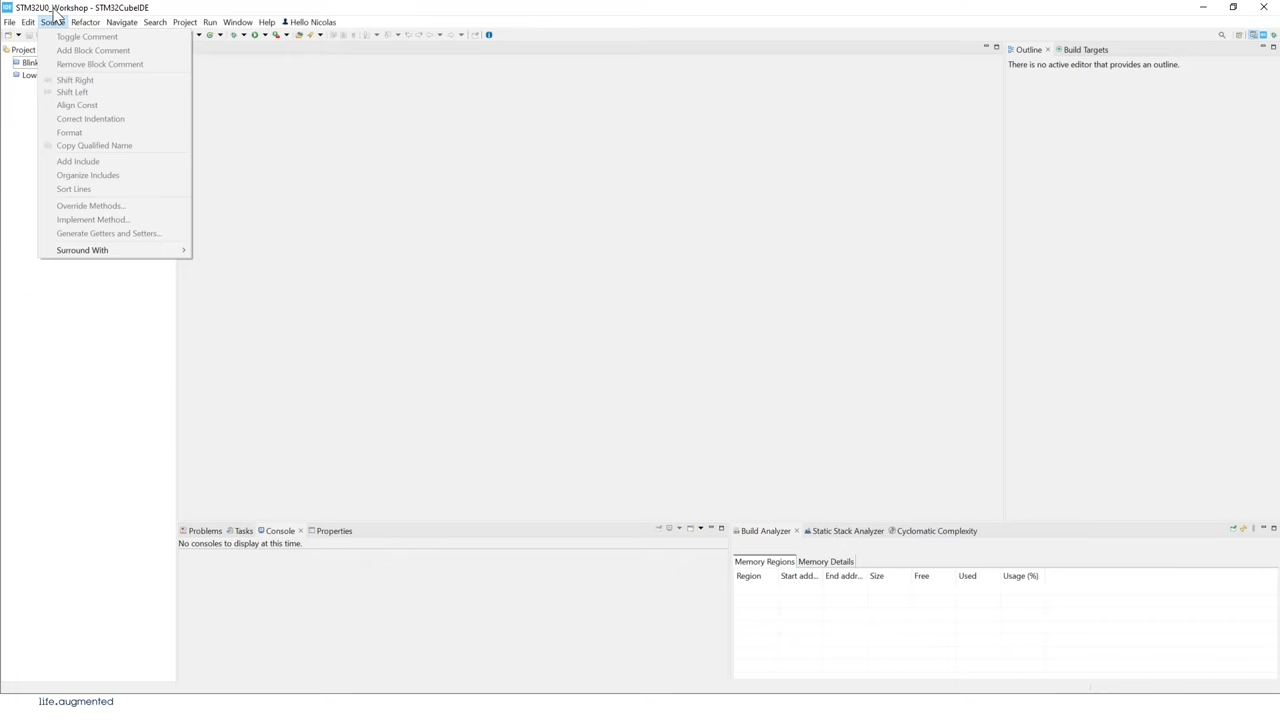 STM32U0_Workshop - STM32CubeIDE
File Edit Source Refactor Navigate Search Project Run Window Help Hello Nicolas
Project
Blink
Low
Toggle Comment
Add Block Comment
Remove Block Comment
Shift Right
Shift Left
Align Const
Correct Indentation
Format
Copy Qualified Name
Add Include
Organize Includes
Sort Lines
Override Methods...
Implement Method...
Generate Getters and Setters...
Surround With
Outline Build Targets
There is no active editor that provides an outline.
Problems Tasks Console Properties
No consoles to display at this time.
Build Analyzer Static Stack Analyzer Cyclomatic Complexity
Memory Regions Memory Details
Region Start add... End addr... Size Free Used Usage (%)
life.augmented